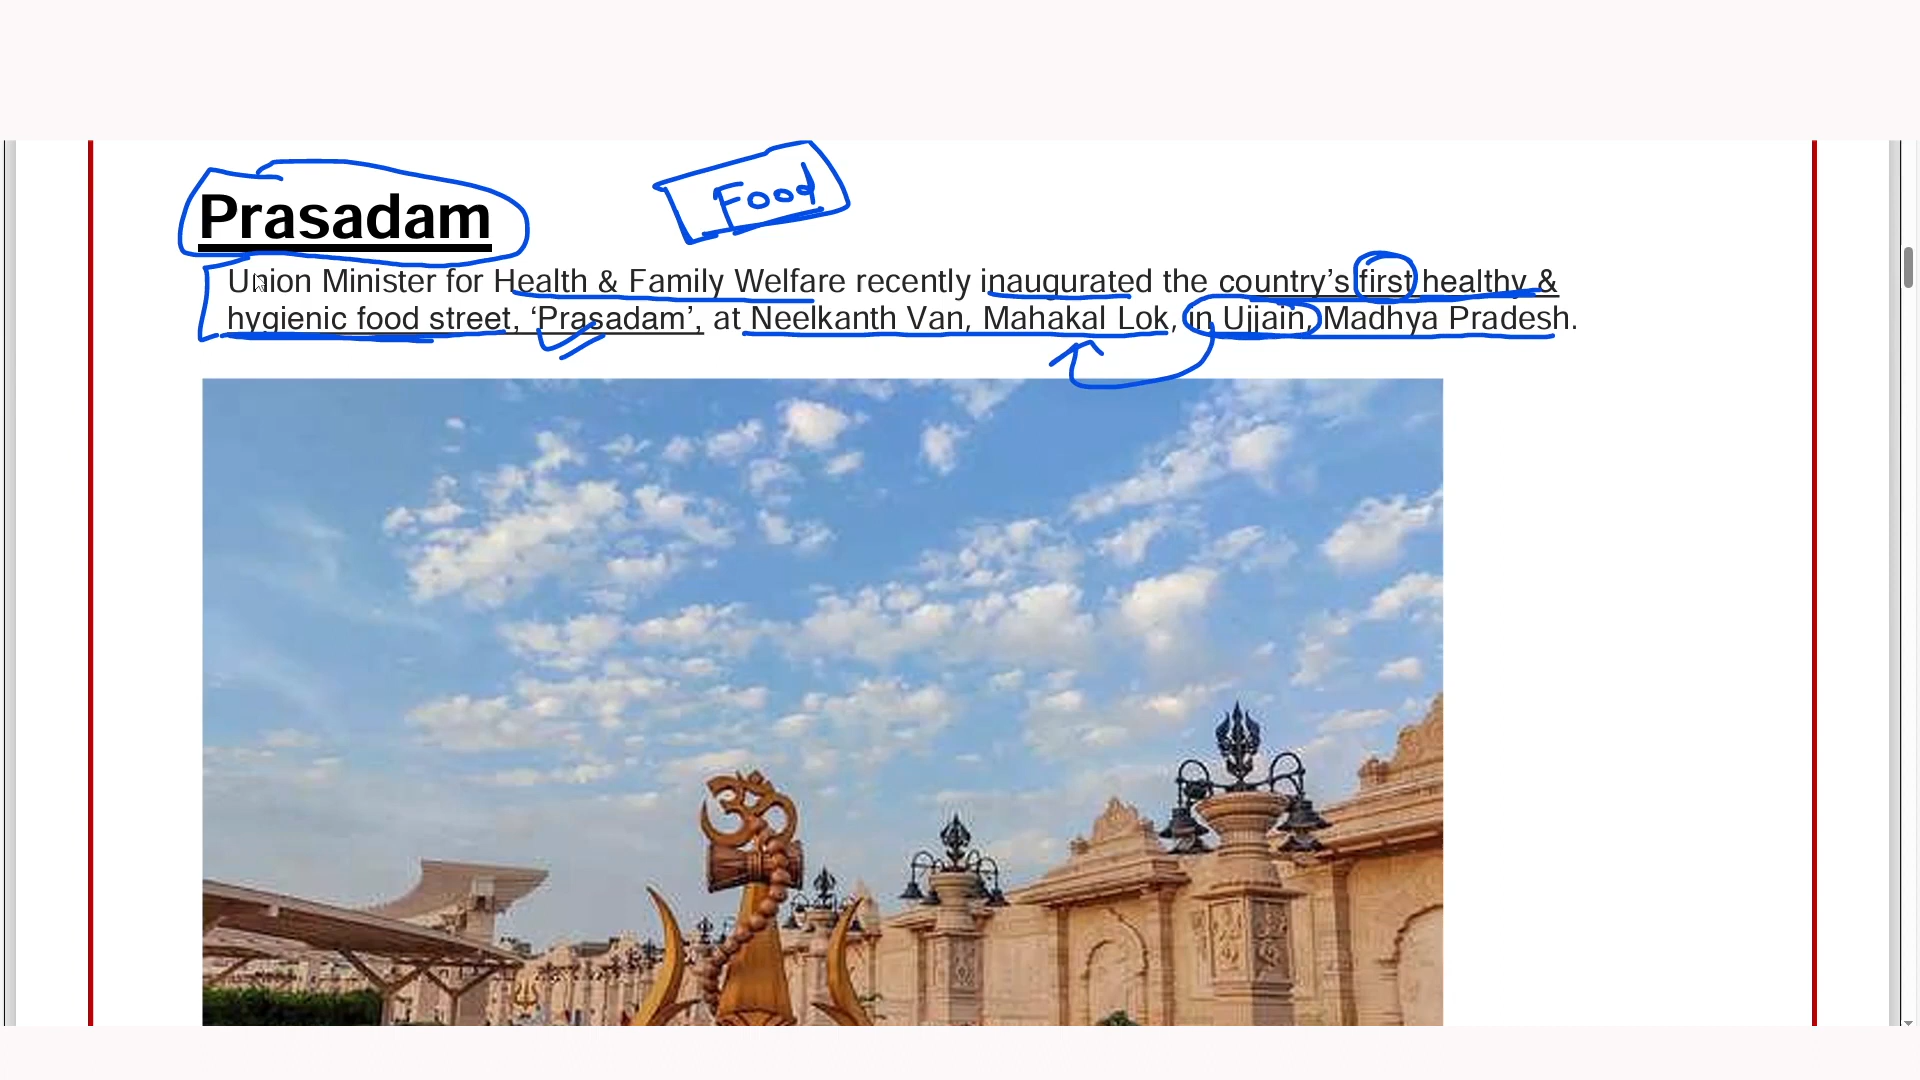 Prasadam
Food
Union Minister for Health & Family Welfare recently inaugurated the country’s first healthy &
hygienic food street, ‘Prasadam’, at Neelkanth Van, Mahakal Lok, in Ujjain, Madhya Pradesh.
ॐ